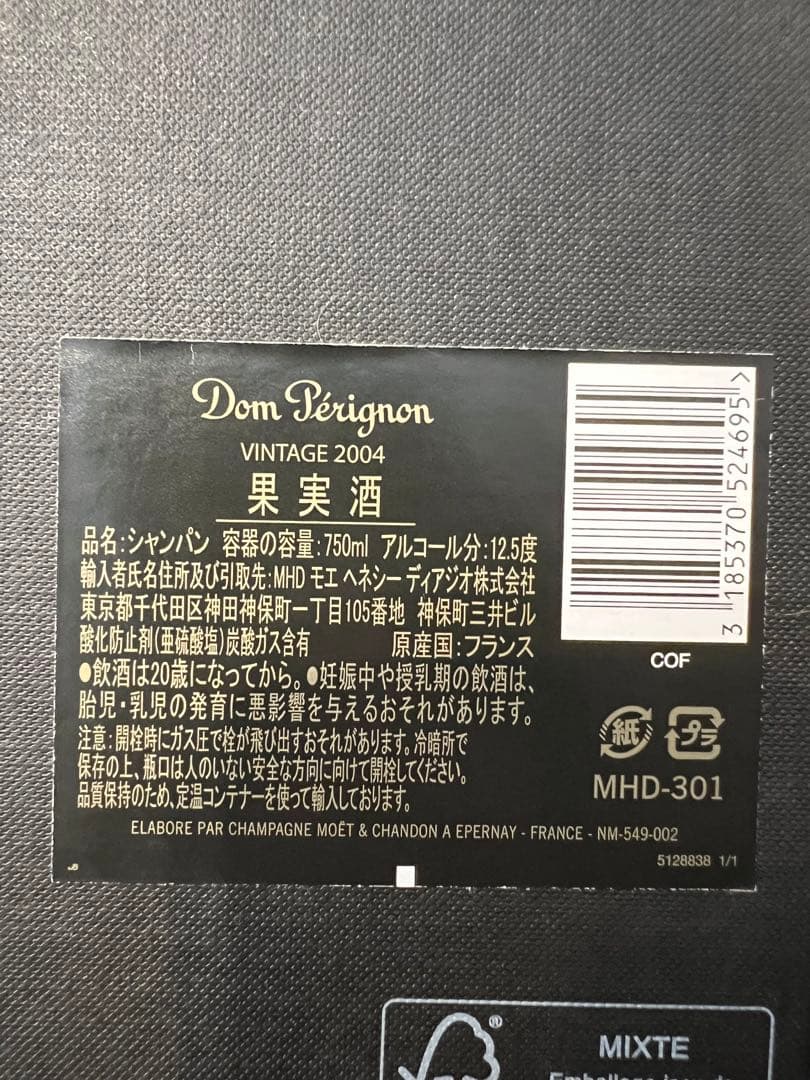 Dom Pérignon
VINTAGE 2004
果実酒
品名:シャンパン 容器の容量:750ml アルコール分:12.5度
輸入者氏名住所及び引取先:MHD モエ ヘネシー ディアジオ株式会社
東京都千代田区神田神保町一丁目105番地 神保町三井ビル
酸化防止剤(亜硫酸塩)炭酸ガス含有 原産国:フランス
●飲酒は20歳になってから。●妊娠中や授乳期の飲酒は、
胎児・乳児の発育に悪影響を与えるおそれがあります。
注意:開栓時にガス圧で栓が飛び出すおそれがあります。冷暗所で
保存の上、瓶口は人のいない安全な方向に向けて開栓してください。
品質保持のため、定温コンテナーを使って輸入しております。
3 185370 524695 >
COF
紙 プラ
MHD-301
ELABORE PAR CHAMPAGNE MOËT & CHANDON A EPERNAY - FRANCE - NM-549-002
5128838 1/1
®
MIXTE